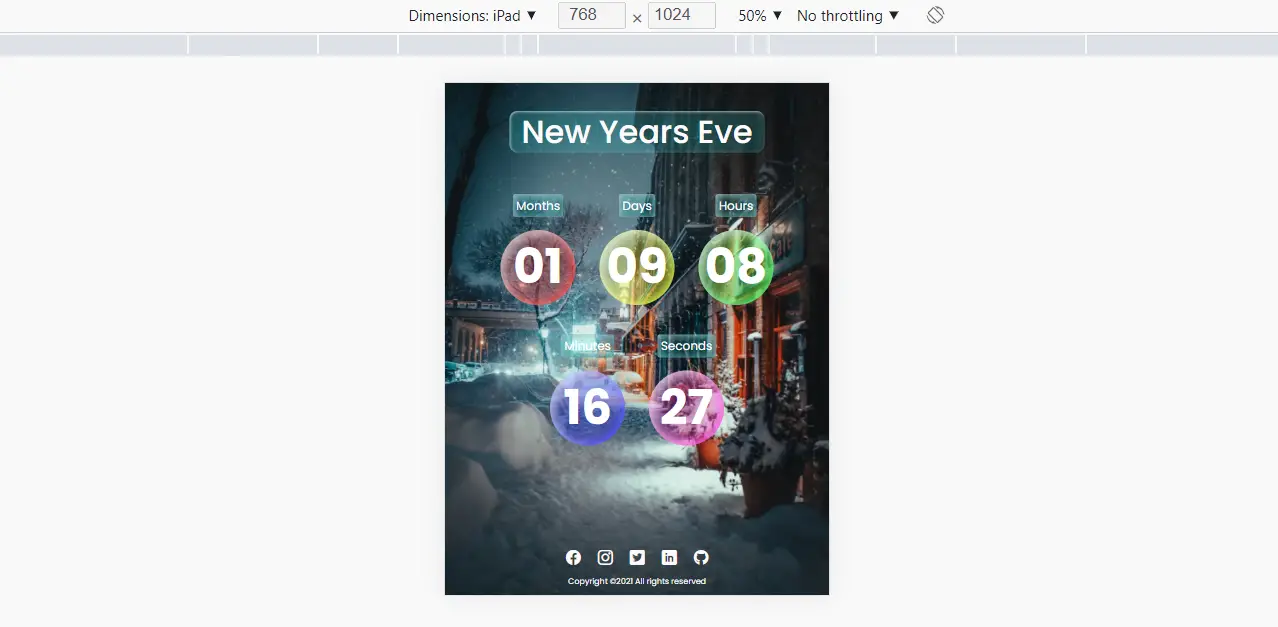 Dimensions: iPad ▼ 768 × 1024 50% ▼ No throttling ▼
New Years Eve
Months Days Hours
01 09 08
Minutes Seconds
16 27
Copyright ©2021 All rights reserved